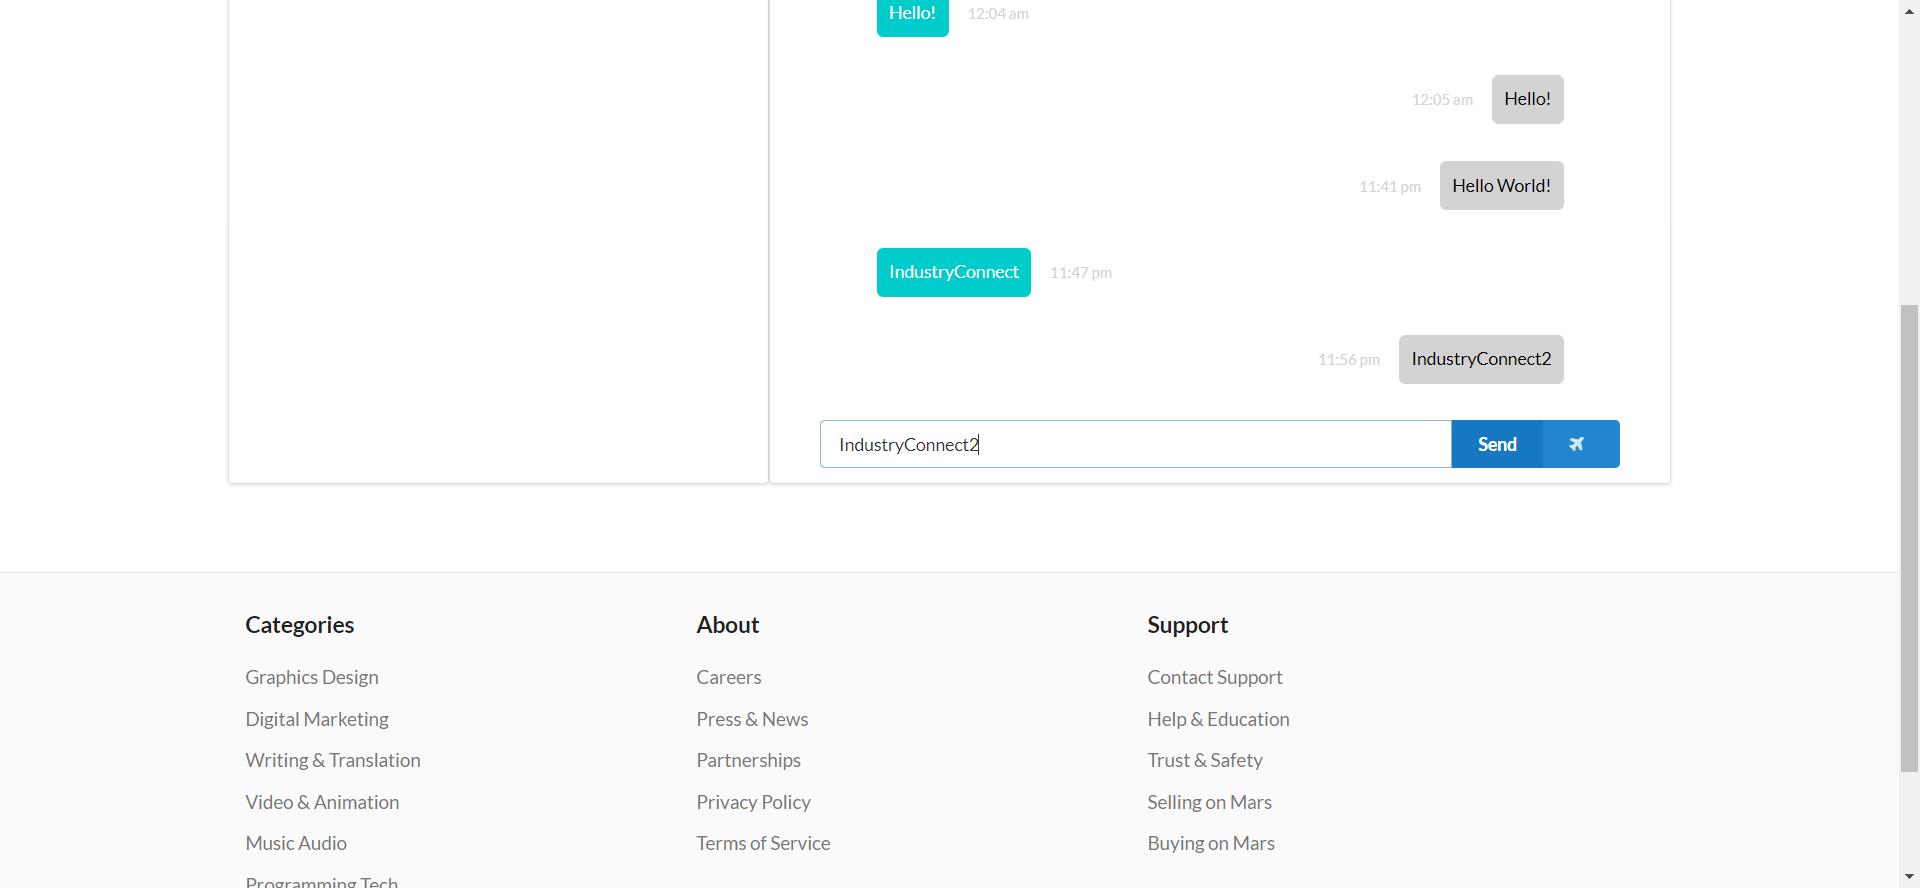 Hello! 12:04 am
12:05 am Hello!
11:41 pm Hello World!
IndustryConnect 11:47 pm
11:56 pm IndustryConnect2
IndustryConnect2 Send
Categories
Graphics Design
Digital Marketing
Writing & Translation
Video & Animation
Music Audio
Programming Tech
About
Careers
Press & News
Partnerships
Privacy Policy
Terms of Service
Support
Contact Support
Help & Education
Trust & Safety
Selling on Mars
Buying on Mars